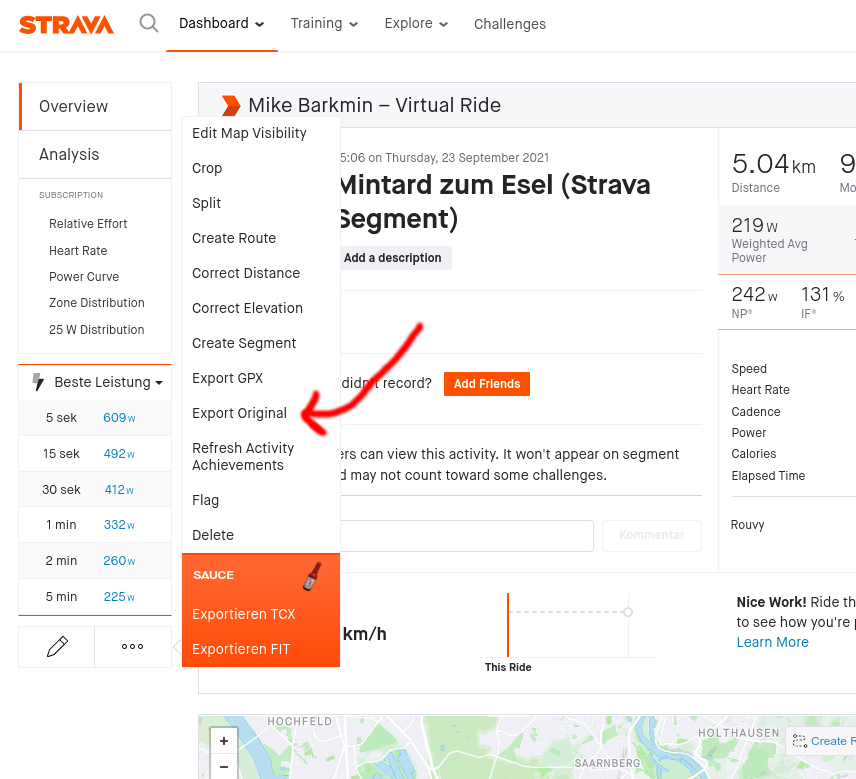 STRAVA
Dashboard
Training
Explore
Challenges
Overview
Analysis
SUBSCRIPTION
Relative Effort
Heart Rate
Power Curve
Zone Distribution
25 W Distribution
Beste Leistung
5 sek 609 W
15 sek 492 W
30 sek 412 W
1 min 332 W
2 min 260 W
5 min 225 W
Edit Map Visibility
Crop
Split
Create Route
Correct Distance
Correct Elevation
Create Segment
Export GPX
Export Original
Refresh Activity
Achievements
Flag
Delete
SAUCE
Exportieren TCX
Exportieren FIT
Mike Barkmin – Virtual Ride
5:06 on Thursday, 23 September 2021
Mintard zum Esel (Strava
Segment)
Add a description
didn't record?
Add Friends
ers can view this activity. It won't appear on segment
d may not count toward some challenges.
Kommentar
km/h
This Ride
5.04 km
Distance
9
Mo
219 W
Weighted Avg
Power
242 W
NP®
131 %
IF®
Speed
Heart Rate
Cadence
Power
Calories
Elapsed Time
Rouvy
Nice Work! Ride th
to see how you're p
Learn More
+
−
HOCHFELD
SAARNBERG
HOLTHAUSEN
Create R